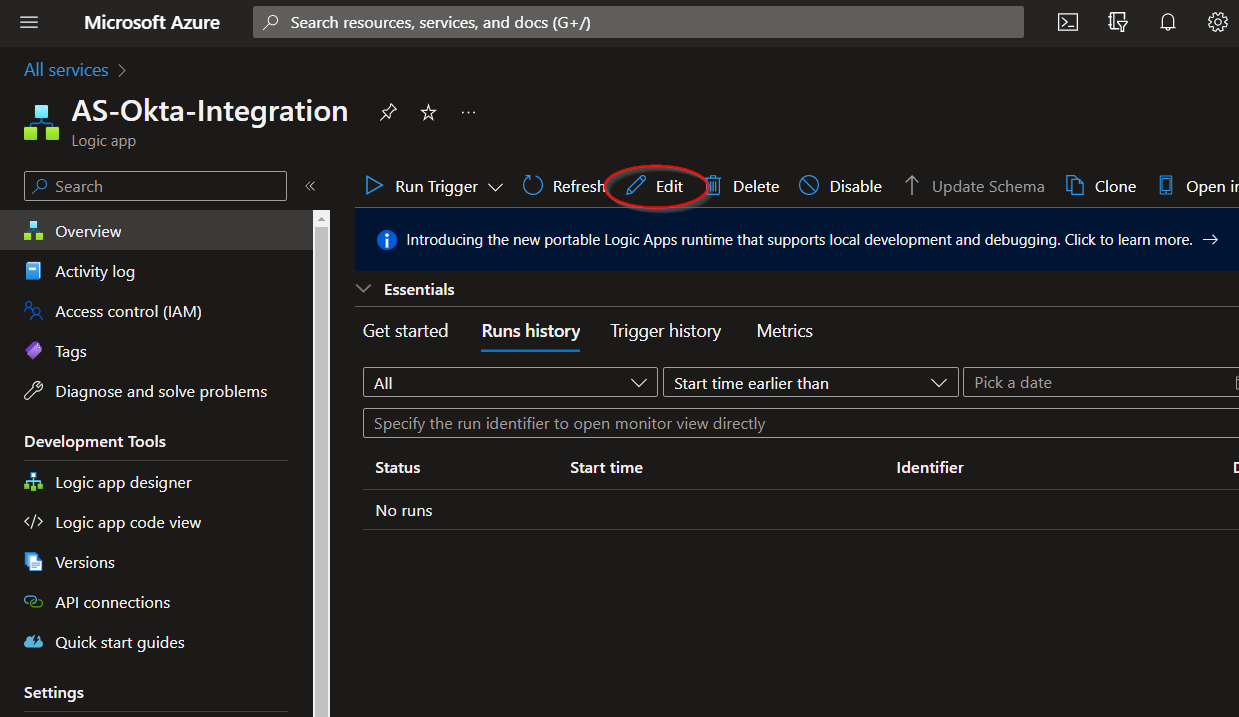 Microsoft Azure
Search resources, services, and docs (G+/)
All services
AS-Okta-Integration
Logic app
Search
Run Trigger
Refresh
Edit
Delete
Disable
Update Schema
Clone
Open in
Overview
Activity log
Access control (IAM)
Tags
Diagnose and solve problems
Development Tools
Logic app designer
Logic app code view
Versions
API connections
Quick start guides
Settings
Introducing the new portable Logic Apps runtime that supports local development and debugging. Click to learn more. →
Essentials
Get started
Runs history
Trigger history
Metrics
All
Start time earlier than
Pick a date
Specify the run identifier to open monitor view directly
Status
Start time
Identifier
No runs